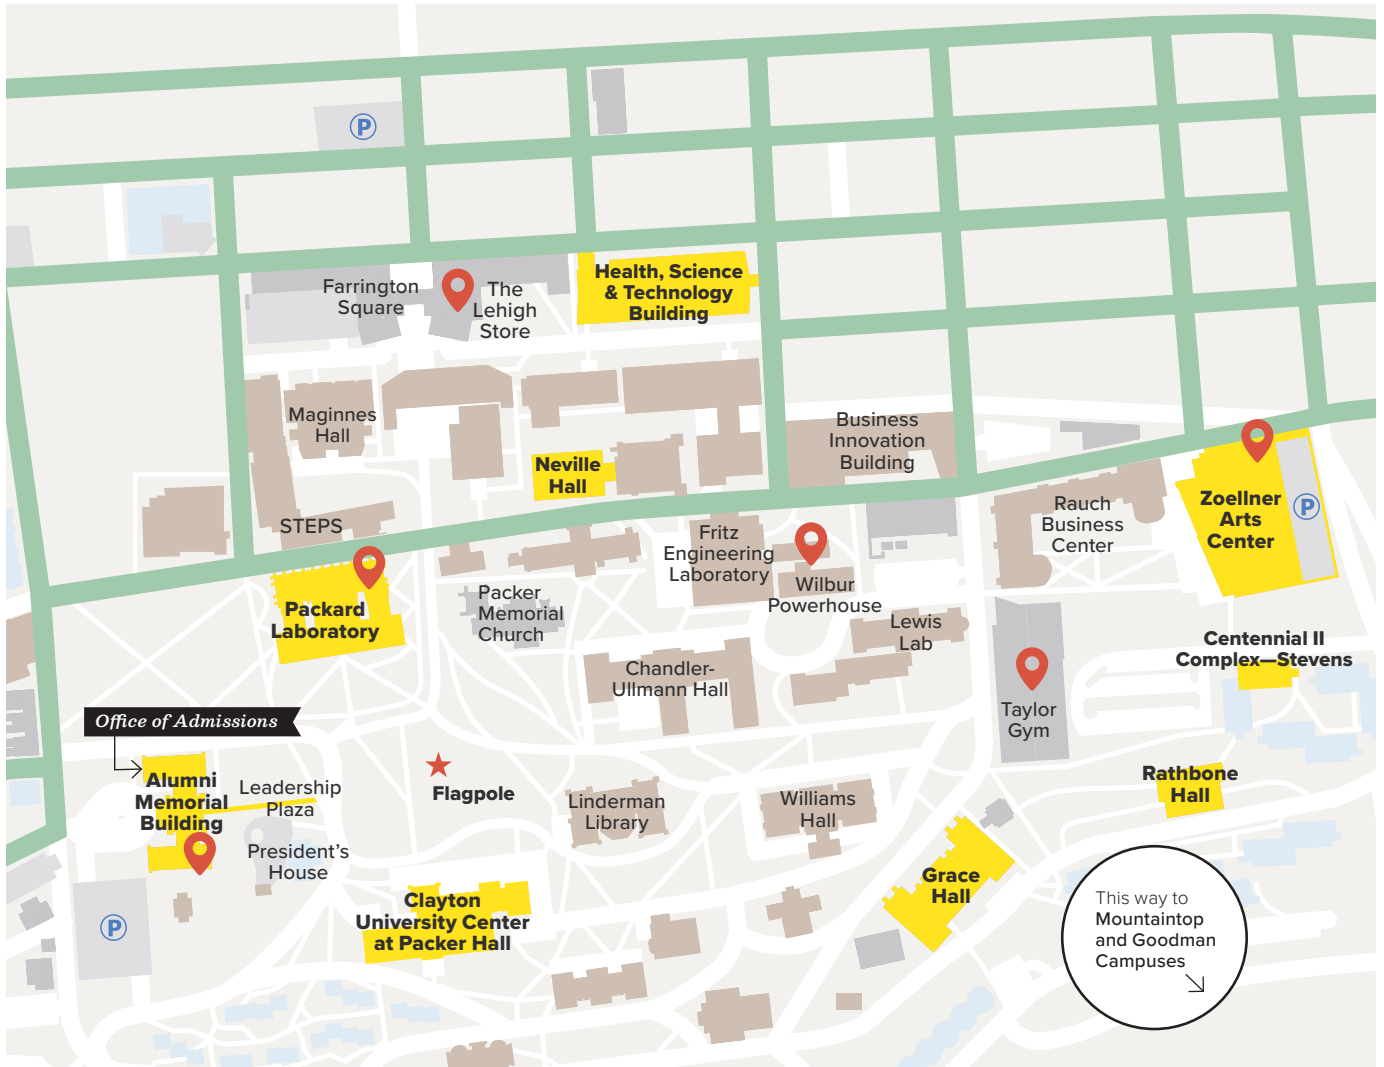 P
Farrington
Square
The
Lehigh
Store
Health, Science
& Technology
Building
Maginnes
Hall
Business
Innovation
Building
Neville
Hall
STEPS
Fritz
Engineering
Laboratory
Rauch
Business
Center
Zoellner
Arts
Center
P
Wilbur
Powerhouse
Packer
Memorial
Church
Packard
Laboratory
Lewis
Lab
Chandler-
Ullmann Hall
Centennial II
Complex—Stevens
Taylor
Gym
Office of Admissions
Alumni
Memorial
Building
Leadership
Plaza
President's
House
Flagpole
Linderman
Library
Williams
Hall
Rathbone
Hall
Grace
Hall
Clayton
University Center
at Packer Hall
P
This way to
Mountaintop
and Goodman
Campuses